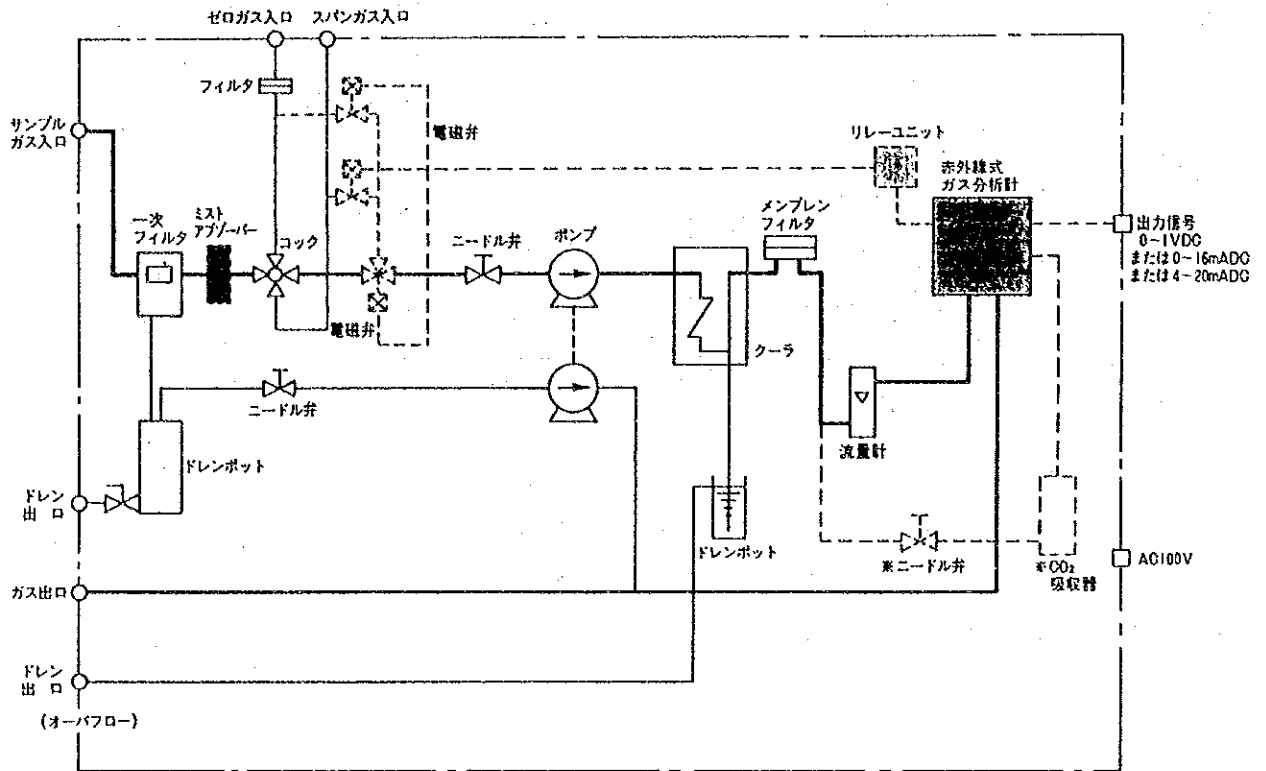 ゼロガス入口
スパンガス入口
フィルタ
サンプル
ガス入口
電磁弁
リレーユニット
赤外線式
ガス分析計
一次
フィルタ
ミスト
アブソーバー
コック
ニードル弁
ポンプ
メンブレン
フィルタ
出力信号
0~1VDC
または0~16mADC
または4~20mADC
電磁弁
クーラ
ニードル弁
流量計
ドレンポット
ドレン
出口
ドレンポット
※ニードル弁
※CO₂
吸収器
AC100V
ガス出口
ドレン
出口
(オーバフロー)